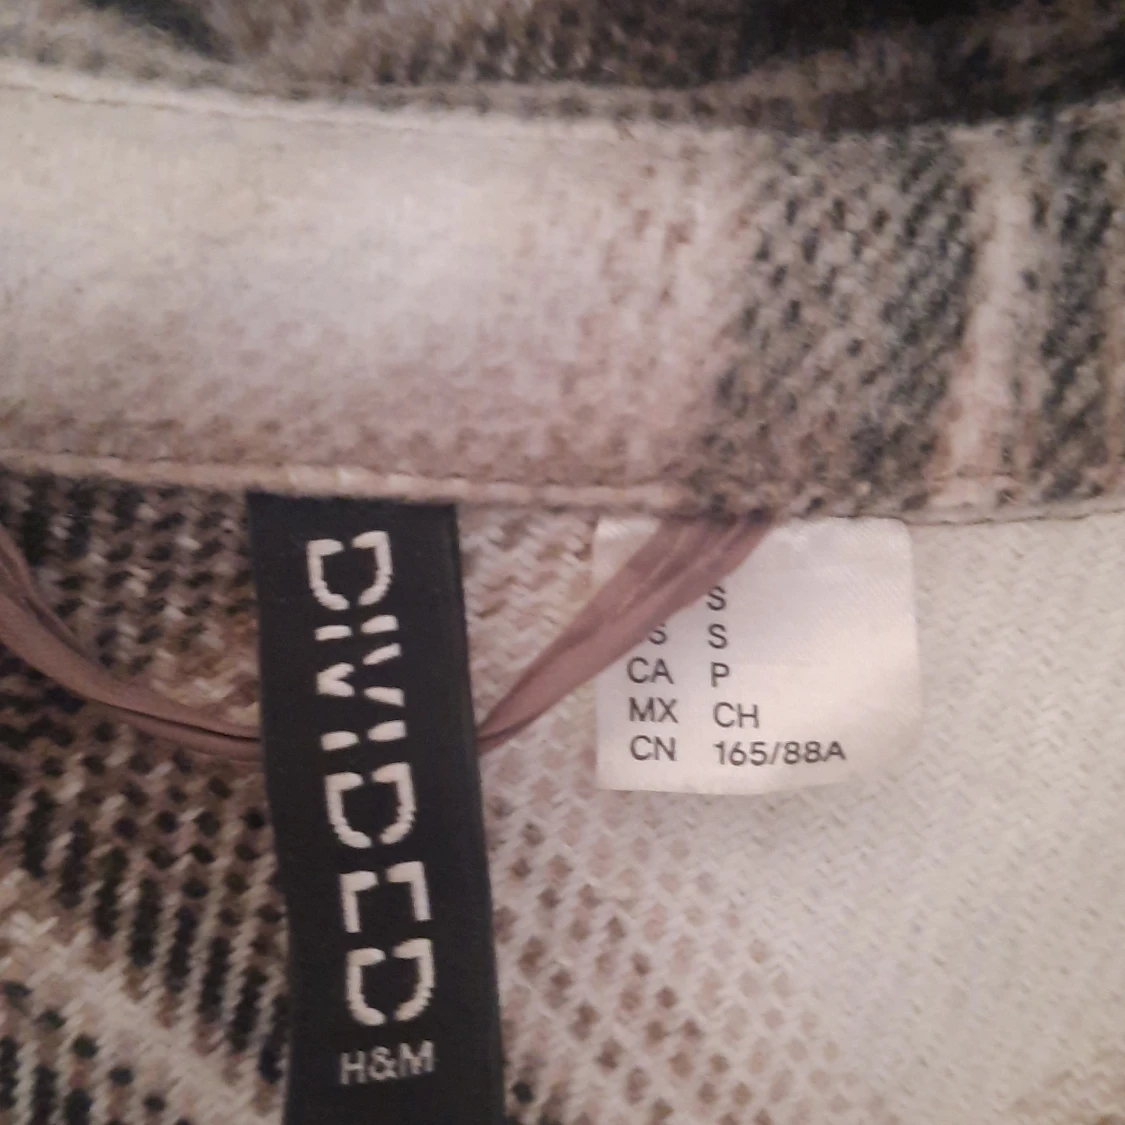 DIVIDED
H&M
S
S
CA P
MX CH
CN 165/88A